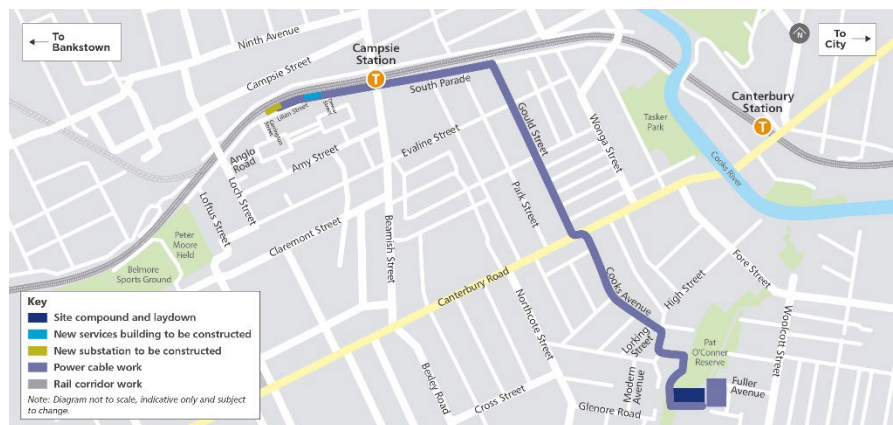 To
Bankstown
N
To
City
Ninth Avenue
Campsie Street
Campsie
Station
T
South Parade
Canterbury
Station
T
Tasker
Park
Cooks River
Lilian Street
Anglo
Road
Amy Street
Evaline Street
Gould Street
Wonga Street
Loch Street
Loftus Street
Park Street
Claremont Street
Beamish Street
Peter
Moore
Field
Belmore
Sports Ground
Canterbury Road
Cooks Avenue
High Street
Fore Street
Woolcott Street
Northcote Street
Lorking
Street
Pat
O'Conner
Reserve
Modern
Avenue
Fuller
Avenue
Bexley Road
Cross Street
Glenore Road
Key
Site compound and laydown
New services building to be constructed
New substation to be constructed
Power cable work
Rail corridor work
Note: Diagram not to scale, indicative only and subject
to change.